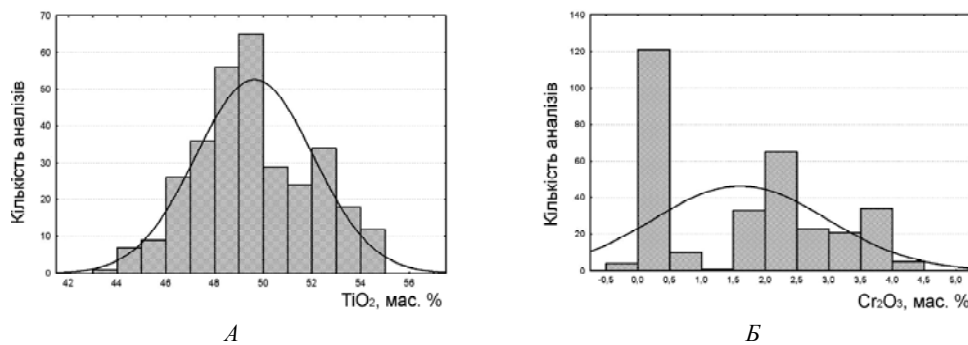 70
60
50
40
30
20
10
0
Кількість аналізів
42 44 46 48 50 52 54 56
TiO₂, мас. %
А
140
120
100
80
60
40
20
0
Кількість аналізів
-0,5 0,0 0,5 1,0 1,5 2,0 2,5 3,0 3,5 4,0 4,5 5,0
Cr₂O₃, мас. %
Б